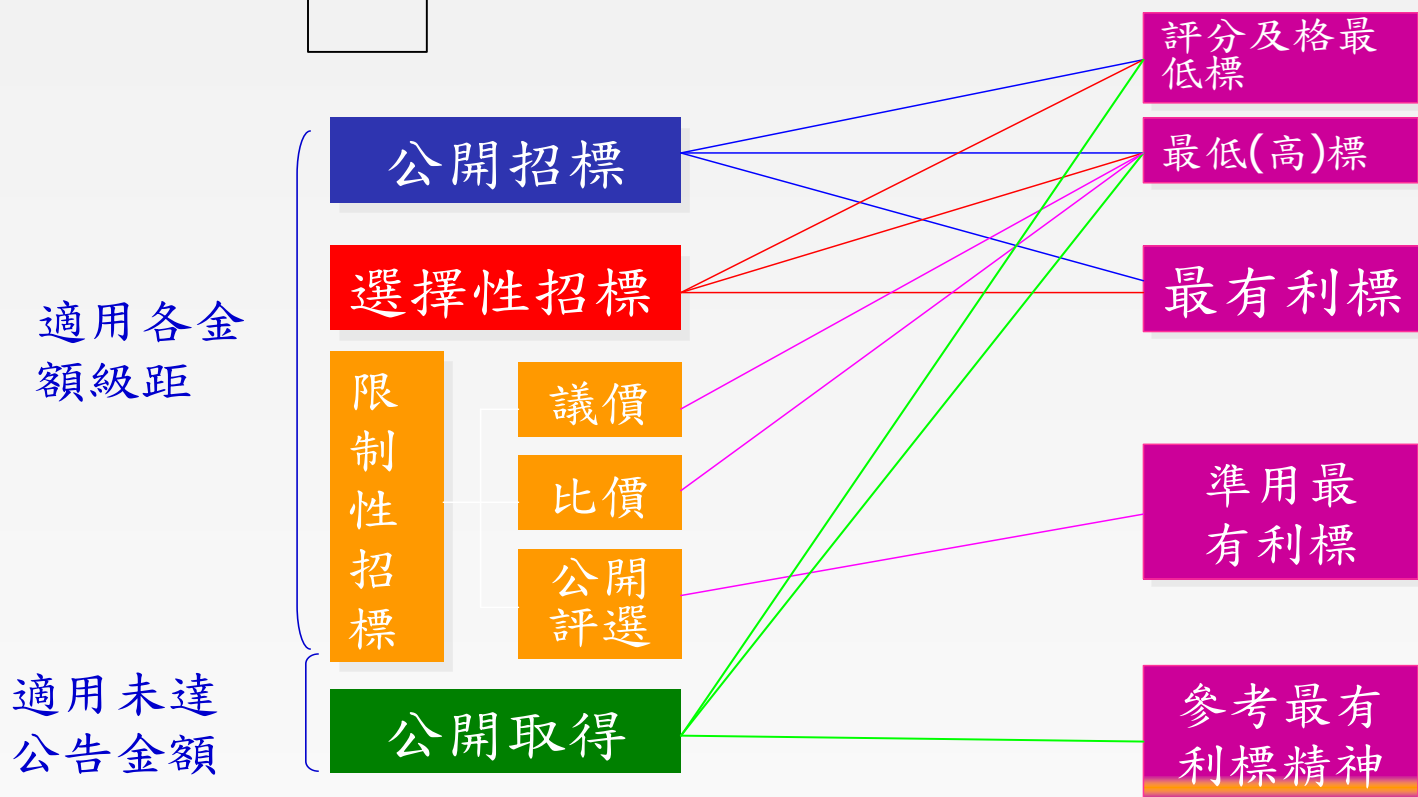 適用各金
額級距
適用未達
公告金額
公開招標
選擇性招標
限
制
性
招
標
議價
比價
公開
評選
公開取得
評分及格最
低標
最低(高)標
最有利標
準用最
有利標
參考最有
利標精神